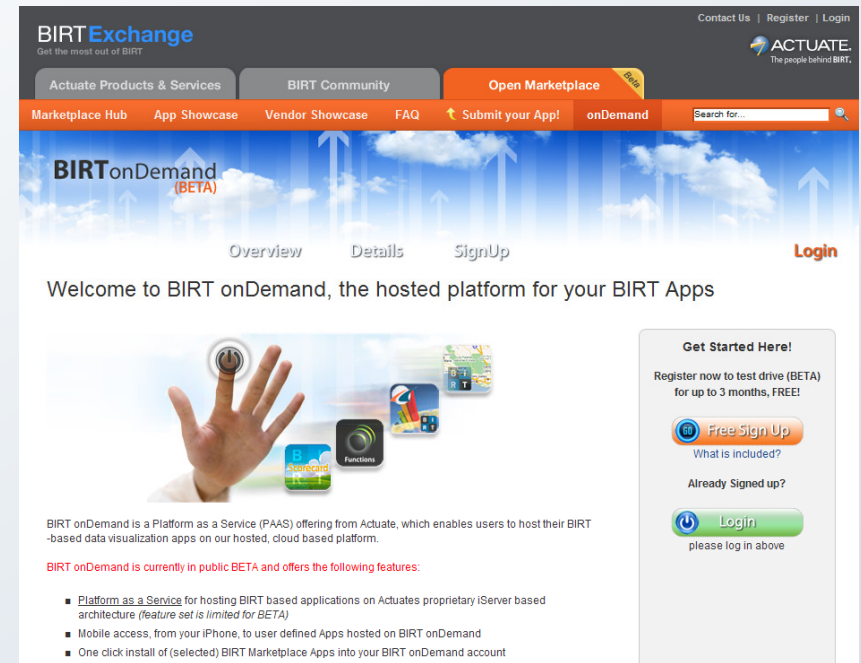 Contact Us | Register | Login
BIRT Exchange
Get the most out of BIRT
ACTUATE.
The people behind BIRT.
Actuate Products & Services
BIRT Community
Open Marketplace
Beta
Marketplace Hub
App Showcase
Vendor Showcase
FAQ
Submit your App!
onDemand
Search for...
BIRTonDemand
(BETA)
Overview
Details
SignUp
Login
Welcome to BIRT onDemand, the hosted platform for your BIRT Apps
BIRT
BIRT
Functions
BI
Scorecard
RT
Get Started Here!
Register now to test drive (BETA)
for up to 3 months, FREE!
GO Free Sign Up
What is included?
Already Signed up?
Login
please log in above
BIRT onDemand is a Platform as a Service (PAAS) offering from Actuate, which enables users to host their BIRT
-based data visualization apps on our hosted, cloud based platform.
BIRT onDemand is currently in public BETA and offers the following features:
Platform as a Service for hosting BIRT based applications on Actuates proprietary iServer based
architecture (feature set is limited for BETA)
Mobile access, from your iPhone, to user defined Apps hosted on BIRT onDemand
One click install of (selected) BIRT Marketplace Apps into your BIRT onDemand account